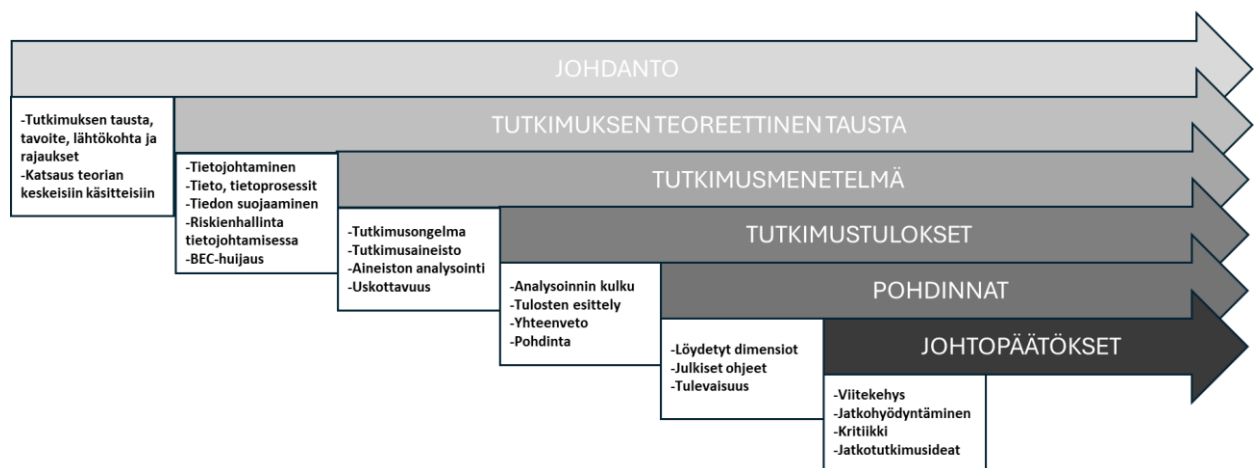 JOHDANTO
-Tutkimuksen tausta,
tavoite, lähtökohta ja
rajaukset
-Katsaus teorian
keskeisiin käsitteisiin
TUTKIMUKSEN TEOREETTINEN TAUSTA
-Tietojohtaminen
-Tieto, tietoprosessit
-Tiedon suojaaminen
-Riskienhallinta
tietojohtamisessa
-BEC-huijaus
TUTKIMUSMENETELMÄ
-Tutkimusongelma
-Tutkimusaineisto
-Aineiston analysointi
-Uskottavuus
TUTKIMUSTULOKSET
-Analysoinnin kulku
-Tulosten esittely
-Yhteenveto
-Pohdinta
POHDINNAT
-Löydetyt dimensiot
-Julkiset ohjeet
-Tulevaisuus
JOHTOPÄÄTÖKSET
-Viitekehys
-Jatkohyödyntäminen
-Kritiikki
-Jatkotutkimusideat